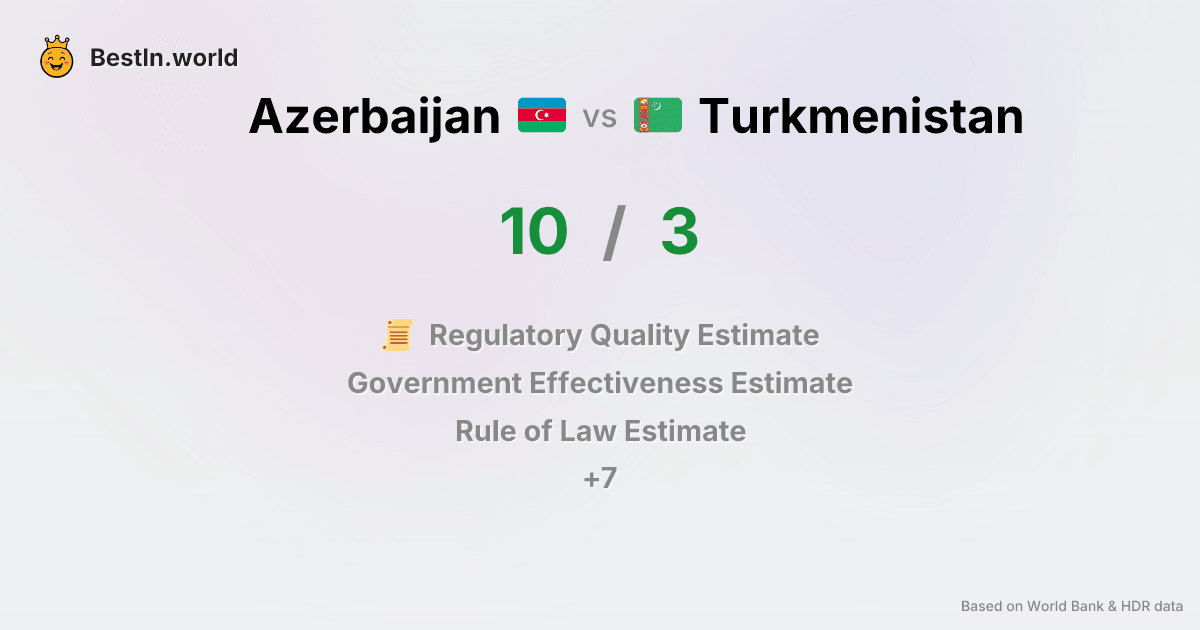 BestIn.world
Azerbaijan vs Turkmenistan
10 / 3
Regulatory Quality Estimate
Government Effectiveness Estimate
Rule of Law Estimate
+7
Based on World Bank & HDR data